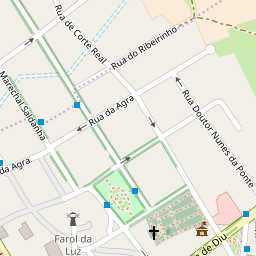 Rua de Corte Real
Rua do Ribeirinho
Marechal Saldanha
Rua da Agra
Rua Doutor Nunes da Ponte
da Agra
Farol da
Luz
de Diu